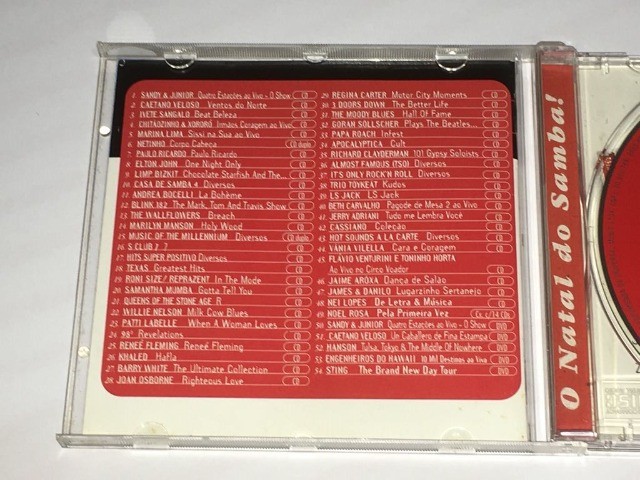 1. SANDY & JUNIOR Quatro Estações ao Vivo - O Show CD
2. CAETANO VELOSO Ventos do Norte CD
3. IVETE SANGALO Beat Beleza CD
4. CHITÃOZINHO & XORORÓ Irmãos Coragem ao Vivo CD
5. MARINA LIMA Sissi na Sua ao Vivo CD
6. NETINHO Corpo Cabeça CD duplo
7. PAULO RICARDO Paulo Ricardo CD
8. ELTON JOHN One Night Only CD
9. LIMP BIZKIT Chocolate Starfish And The... CD
10. CASA DE SAMBA 4 Diversos CD
11. ANDREA BOCELLI La Bohème CD
12. BLINK 182 The Mark, Tom And Travis Show CD
13. THE WALLFLOWERS Breach CD
14. MARILYN MANSON Holy Wood CD
15. MUSIC OF THE MILLENNIUM Diversos CD duplo
16. S.CLUB 7 7 CD
17. HITS SUPER POSITIVO Diversos CD
18. TEXAS Greatest Hits CD
19. RONI SIZE/ REPRAZENT In The Mode CD
20. SAMANTHA MUMBA Gotta Tell You CD
21. QUEENS OF THE STONE AGE R CD
22. WILLIE NELSON Milk Cow Blues CD
23. PATTI LABELLE When A Woman Loves CD
24. 98° Revelations CD
25. RENEE FLEMING Reneé Fleming CD
26. KHALED Hafla CD
27. BARRY WHITE The Ultimate Collection CD
28. JOAN OSBORNE Righteous Love CD
29. REGINA CARTER Motor City Moments CD
30. 3 DOORS DOWN The Better Life CD
31. THE MOODY BLUES Hall Of Fame CD
32. GORAN SÖLLSCHER Plays The Beatles... CD
33. PAPA ROACH Infest CD
34. APOCALYPTICA Cult CD
35. RICHARD CLAYDERMAN 101 Gypsy Soloists CD
36. ALMOST FAMOUS (TSO) Diversos CD
37. IT'S ONLY ROCK'N ROLL Diversos CD
38. TRIO TOYKEAT Kudos CD
39. LS JACK LS Jack CD
40. BETH CARVALHO Pagode de Mesa 2 ao Vivo CD
41. JERRY ADRIANI Tudo me Lembra Você CD
42. CASSIANO Coleção CD
43. HOT SOUNDS A LA CARTE Diversos CD
44. VÂNIA VILELLA Cara e Coragem CD
45. FLÁVIO VENTURINI E TONINHO HORTA
Ao Vivo no Circo Voador CD
46. JAIME ARÔXA Dança de Salão CD
47. JAMES & DANILO Lugarzinho Sertanejo CD
48. NEI LOPES De Letra & Música CD
49. NOEL ROSA Pela Primeira Vez Cx. c/14 CDs
50. SANDY & JUNIOR Quatro Estações ao Vivo - O Show DVD
51. CAETANO VELOSO Un Caballero de Fina Estampa DVD
52. HANSON Tulsa, Tokyo & The Middle Of Nowhere DVD
53. ENGENHEIROS DO HAWAII 10 Mil Destinos ao Vivo DVD
54. STING The Brand New Day Tour DVD
O Natal do Samba!